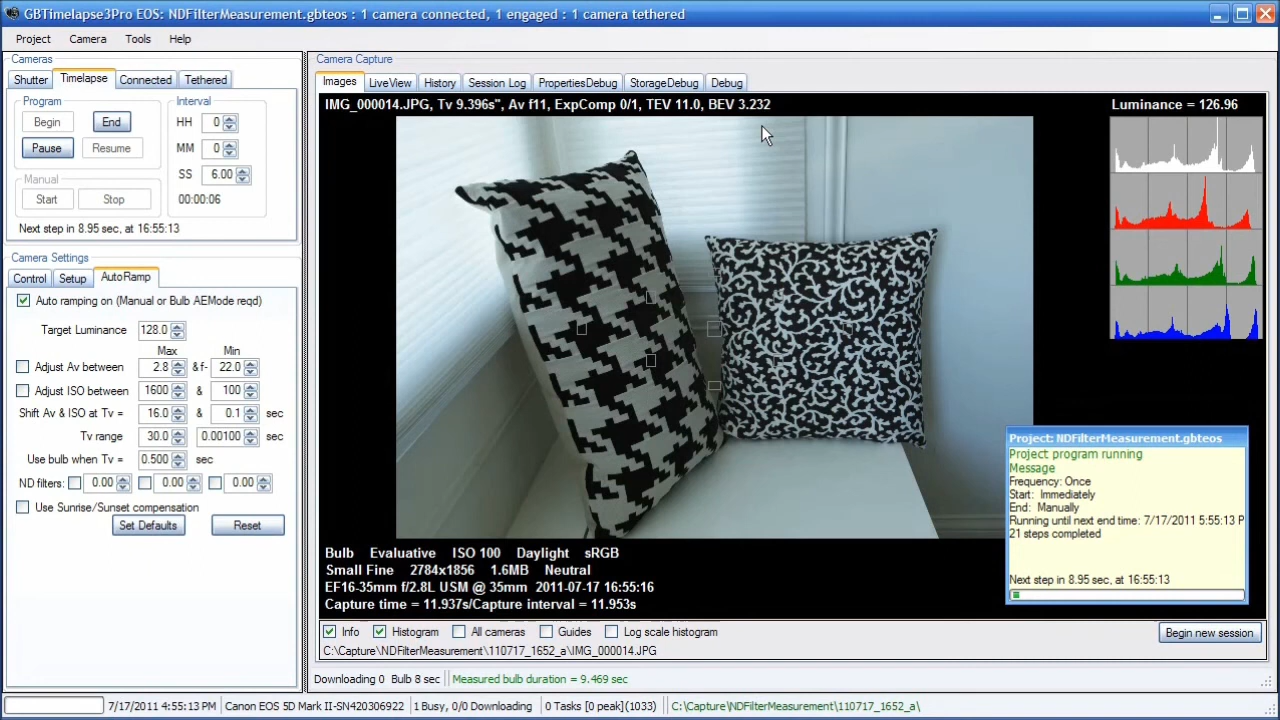 GBTimelapse3Pro EOS: NDFilterMeasurement.gbteos : 1 camera connected, 1 engaged : 1 camera tethered
Project Camera Tools Help
Cameras
Shutter Timelapse Connected Tethered
Program
Begin End
Pause Resume
Manual
Start Stop
Interval
HH 0
MM 0
SS 6.00
00:00:06
Next step in 8.95 sec, at 16:55:13
Camera Settings
Control Setup AutoRamp
Auto ramping on (Manual or Bulb AEMode reqd)
Target Luminance 128.0
Max Min
Adjust Av between 2.8 & f- 22.0
Adjust ISO between 1600 & 100
Shift Av & ISO at Tv = 16.0 & 0.1 sec
Tv range 30.0 0.00100 sec
Use bulb when Tv = 0.500 sec
ND filters: 0.00 0.00 0.00
Use Sunrise/Sunset compensation
Set Defaults Reset
Camera Capture
Images LiveView History Session Log PropertiesDebug StorageDebug Debug
IMG_000014.JPG, Tv 9.396s", Av f11, ExpComp 0/1, TEV 11.0, BEV 3.232
Luminance = 126.96
Bulb Evaluative ISO 100 Daylight sRGB
Small Fine 2784x1856 1.6MB Neutral
EF16-35mm f/2.8L USM @ 35mm 2011-07-17 16:55:16
Capture time = 11.937s/Capture interval = 11.953s
Project: NDFilterMeasurement.gbteos
Project program running
Message
Frequency: Once
Start: Immediately
End: Manually
Running until next end time: 7/17/2011 5:55:13 P
21 steps completed
Next step in 8.95 sec, at 16:55:13
Info Histogram All cameras Guides Log scale histogram
Begin new session
C:\Capture\NDFilterMeasurement\110717_1652_a\IMG_000014.JPG
Downloading 0 Bulb 8 sec Measured bulb duration = 9.469 sec
7/17/2011 4:55:13 PM Canon EOS 5D Mark II-SN420306922 1 Busy, 0/0 Downloading 0 Tasks [0 peak](1033) C:\Capture\NDFilterMeasurement\110717_1652_a\